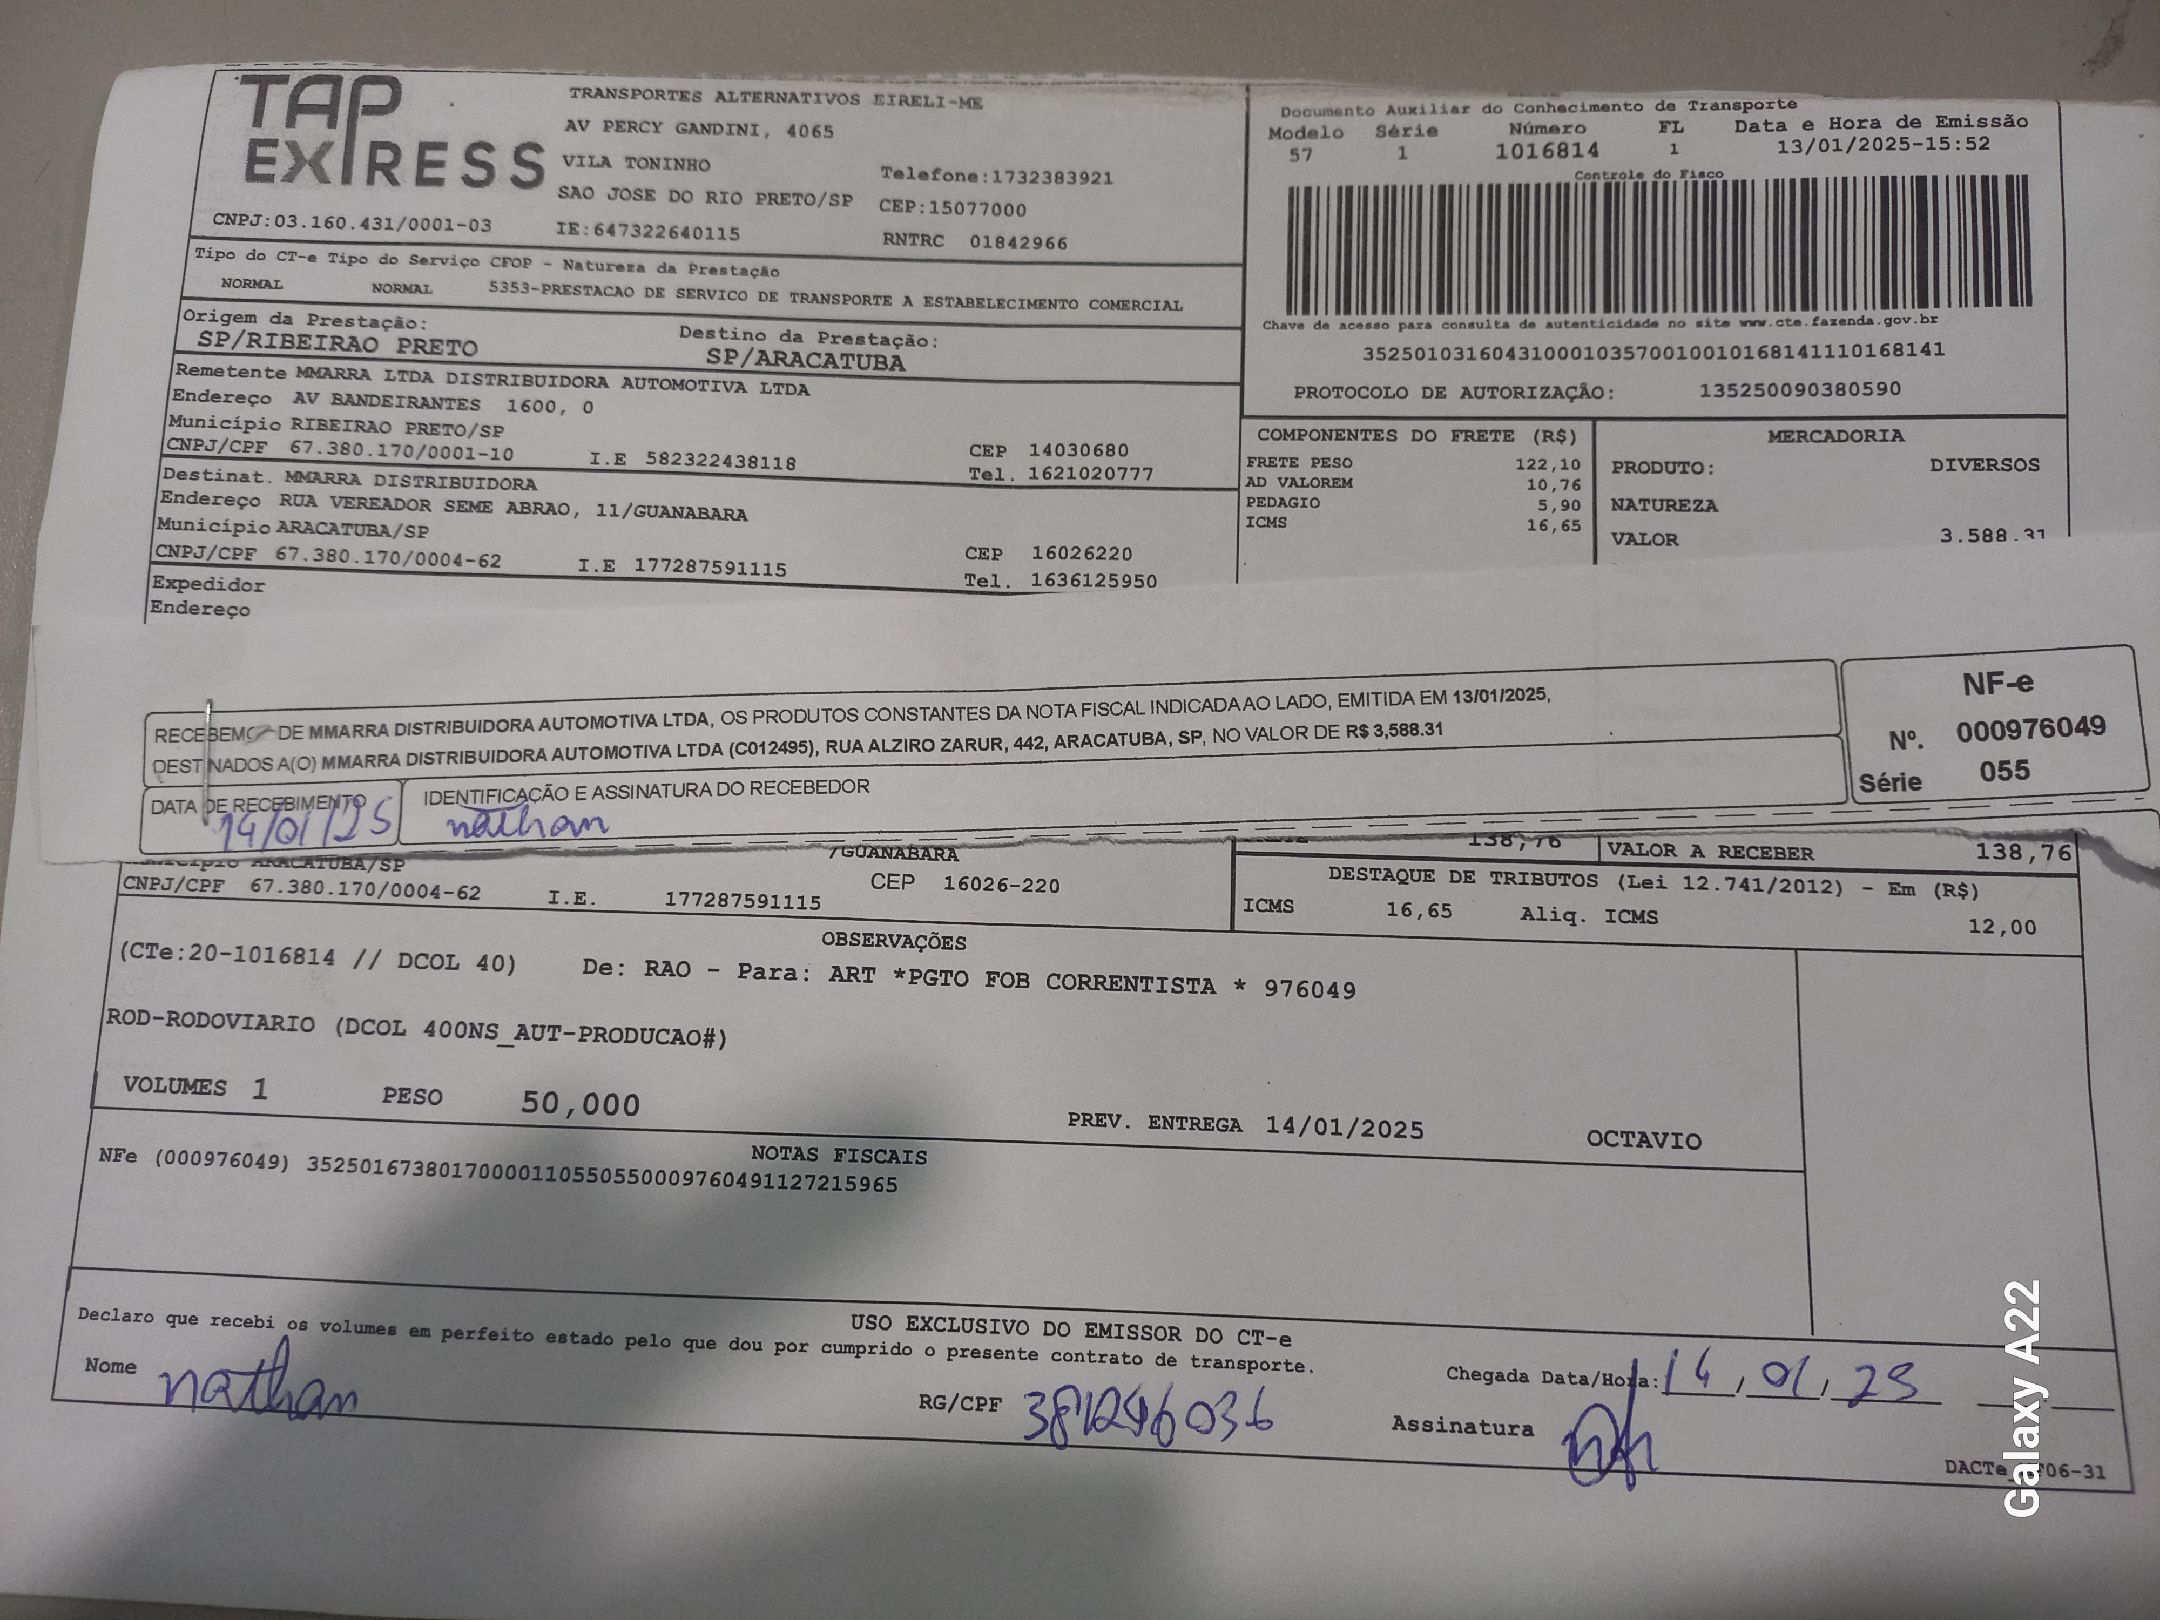 TAP EXPRESS
TRANSPORTES ALTERNATIVOS EIRELI-ME
AV PERCY GANDINI, 4065
VILA TONINHO
SAO JOSE DO RIO PRETO/SP
Telefone:1732383921
CEP:15077000
CNPJ:03.160.431/0001-03 IE:647322640115 RNTRC 01842966
Tipo do CT-e Tipo do Serviço CFOP - Natureza da Prestação
NORMAL NORMAL 5353-PRESTACAO DE SERVICO DE TRANSPORTE A ESTABELECIMENTO COMERCIAL
Origem da Prestação: Destino da Prestação:
SP/RIBEIRAO PRETO SP/ARACATUBA
Remetente MMARRA LTDA DISTRIBUIDORA AUTOMOTIVA LTDA
Endereço AV BANDEIRANTES 1600, 0
Município RIBEIRAO PRETO/SP CEP 14030680
CNPJ/CPF 67.380.170/0001-10 I.E 582322438118 Tel. 1621020777
Destinat. MMARRA DISTRIBUIDORA
Endereço RUA VEREADOR SEME ABRAO, 11/GUANABARA
Município ARACATUBA/SP CEP 16026220
CNPJ/CPF 67.380.170/0004-62 I.E 177287591115 Tel. 1636125950
Expedidor
Endereço
Documento Auxiliar do Conhecimento de Transporte
Modelo Série Número FL Data e Hora de Emissão
57 1 1016814 1 13/01/2025-15:52
Controle do Fisco
Chave de acesso para consulta de autenticidade no site www.cte.fazenda.gov.br
35250103160431000103570010010168141110168141
PROTOCOLO DE AUTORIZAÇÃO: 135250090380590
COMPONENTES DO FRETE (R$)
FRETE PESO 122,10
AD VALOREM 10,76
PEDAGIO 5,90
ICMS 16,65
MERCADORIA
PRODUTO: DIVERSOS
NATUREZA
VALOR 3.588.31
RECEBEMOS DE MMARRA DISTRIBUIDORA AUTOMOTIVA LTDA, OS PRODUTOS CONSTANTES DA NOTA FISCAL INDICADA AO LADO, EMITIDA EM 13/01/2025,
DESTINADOS A(O) MMARRA DISTRIBUIDORA AUTOMOTIVA LTDA (C012495), RUA ALZIRO ZARUR, 442, ARACATUBA, SP, NO VALOR DE R$ 3,588.31
DATA DE RECEBIMENTO IDENTIFICAÇÃO E ASSINATURA DO RECEBEDOR
14/01/25 nathan
NF-e
Nº. 000976049
Série 055
Município ARACATUBA/SP /GUANABARA
CNPJ/CPF 67.380.170/0004-62 I.E. 177287591115 CEP 16026-220
138,76 VALOR A RECEBER 138,76
DESTAQUE DE TRIBUTOS (Lei 12.741/2012) - Em (R$)
ICMS 16,65 Aliq. ICMS 12,00
OBSERVAÇÕES
(CTe:20-1016814 // DCOL 40) De: RAO - Para: ART *PGTO FOB CORRENTISTA * 976049
ROD-RODOVIARIO (DCOL 400NS_AUT-PRODUCAO#)
VOLUMES 1 PESO 50,000 PREV. ENTREGA 14/01/2025 OCTAVIO
NOTAS FISCAIS
NFe (000976049) 35250167380170000110550550009760491127215965
USO EXCLUSIVO DO EMISSOR DO CT-e
Declaro que recebi os volumes em perfeito estado pelo que dou por cumprido o presente contrato de transporte.
Nome nathan RG/CPF 381246036 Chegada Data/Hora: 14, 01, 25
Assinatura
06-31
Galaxy A22